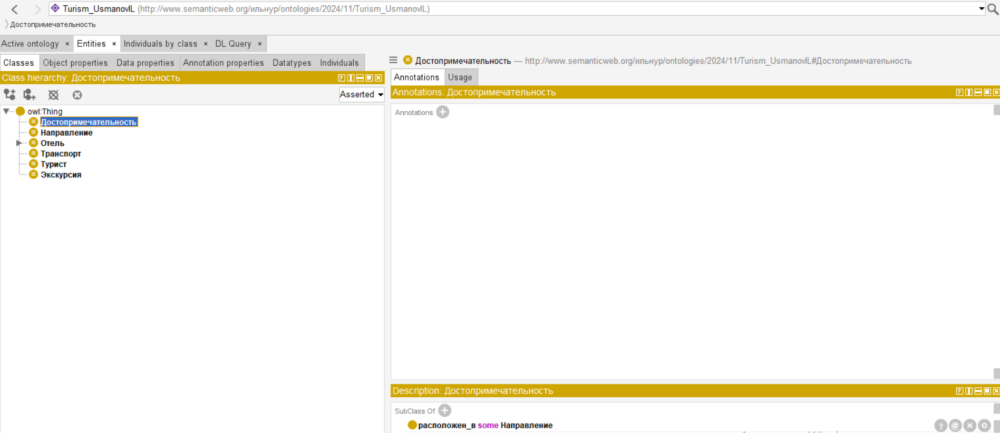 Turism_UsmanovIL (http://www.semanticweb.org/ильнур/ontologies/2024/11/Turism_UsmanovIL)
Достопримечательность
Active ontology × Entities × Individuals by class × DL Query ×
Classes Object properties Data properties Annotation properties Datatypes Individuals
Class hierarchy: Достопримечательность
Asserted
owl:Thing
Достопримечательность
Направление
Отель
Транспорт
Турист
Экскурсия
Достопримечательность — http://www.semanticweb.org/ильнур/ontologies/2024/11/Turism_UsmanovIL#Достопримечательность
Annotations Usage
Annotations: Достопримечательность
Annotations
Description: Достопримечательность
SubClass Of
расположен_в some Направление